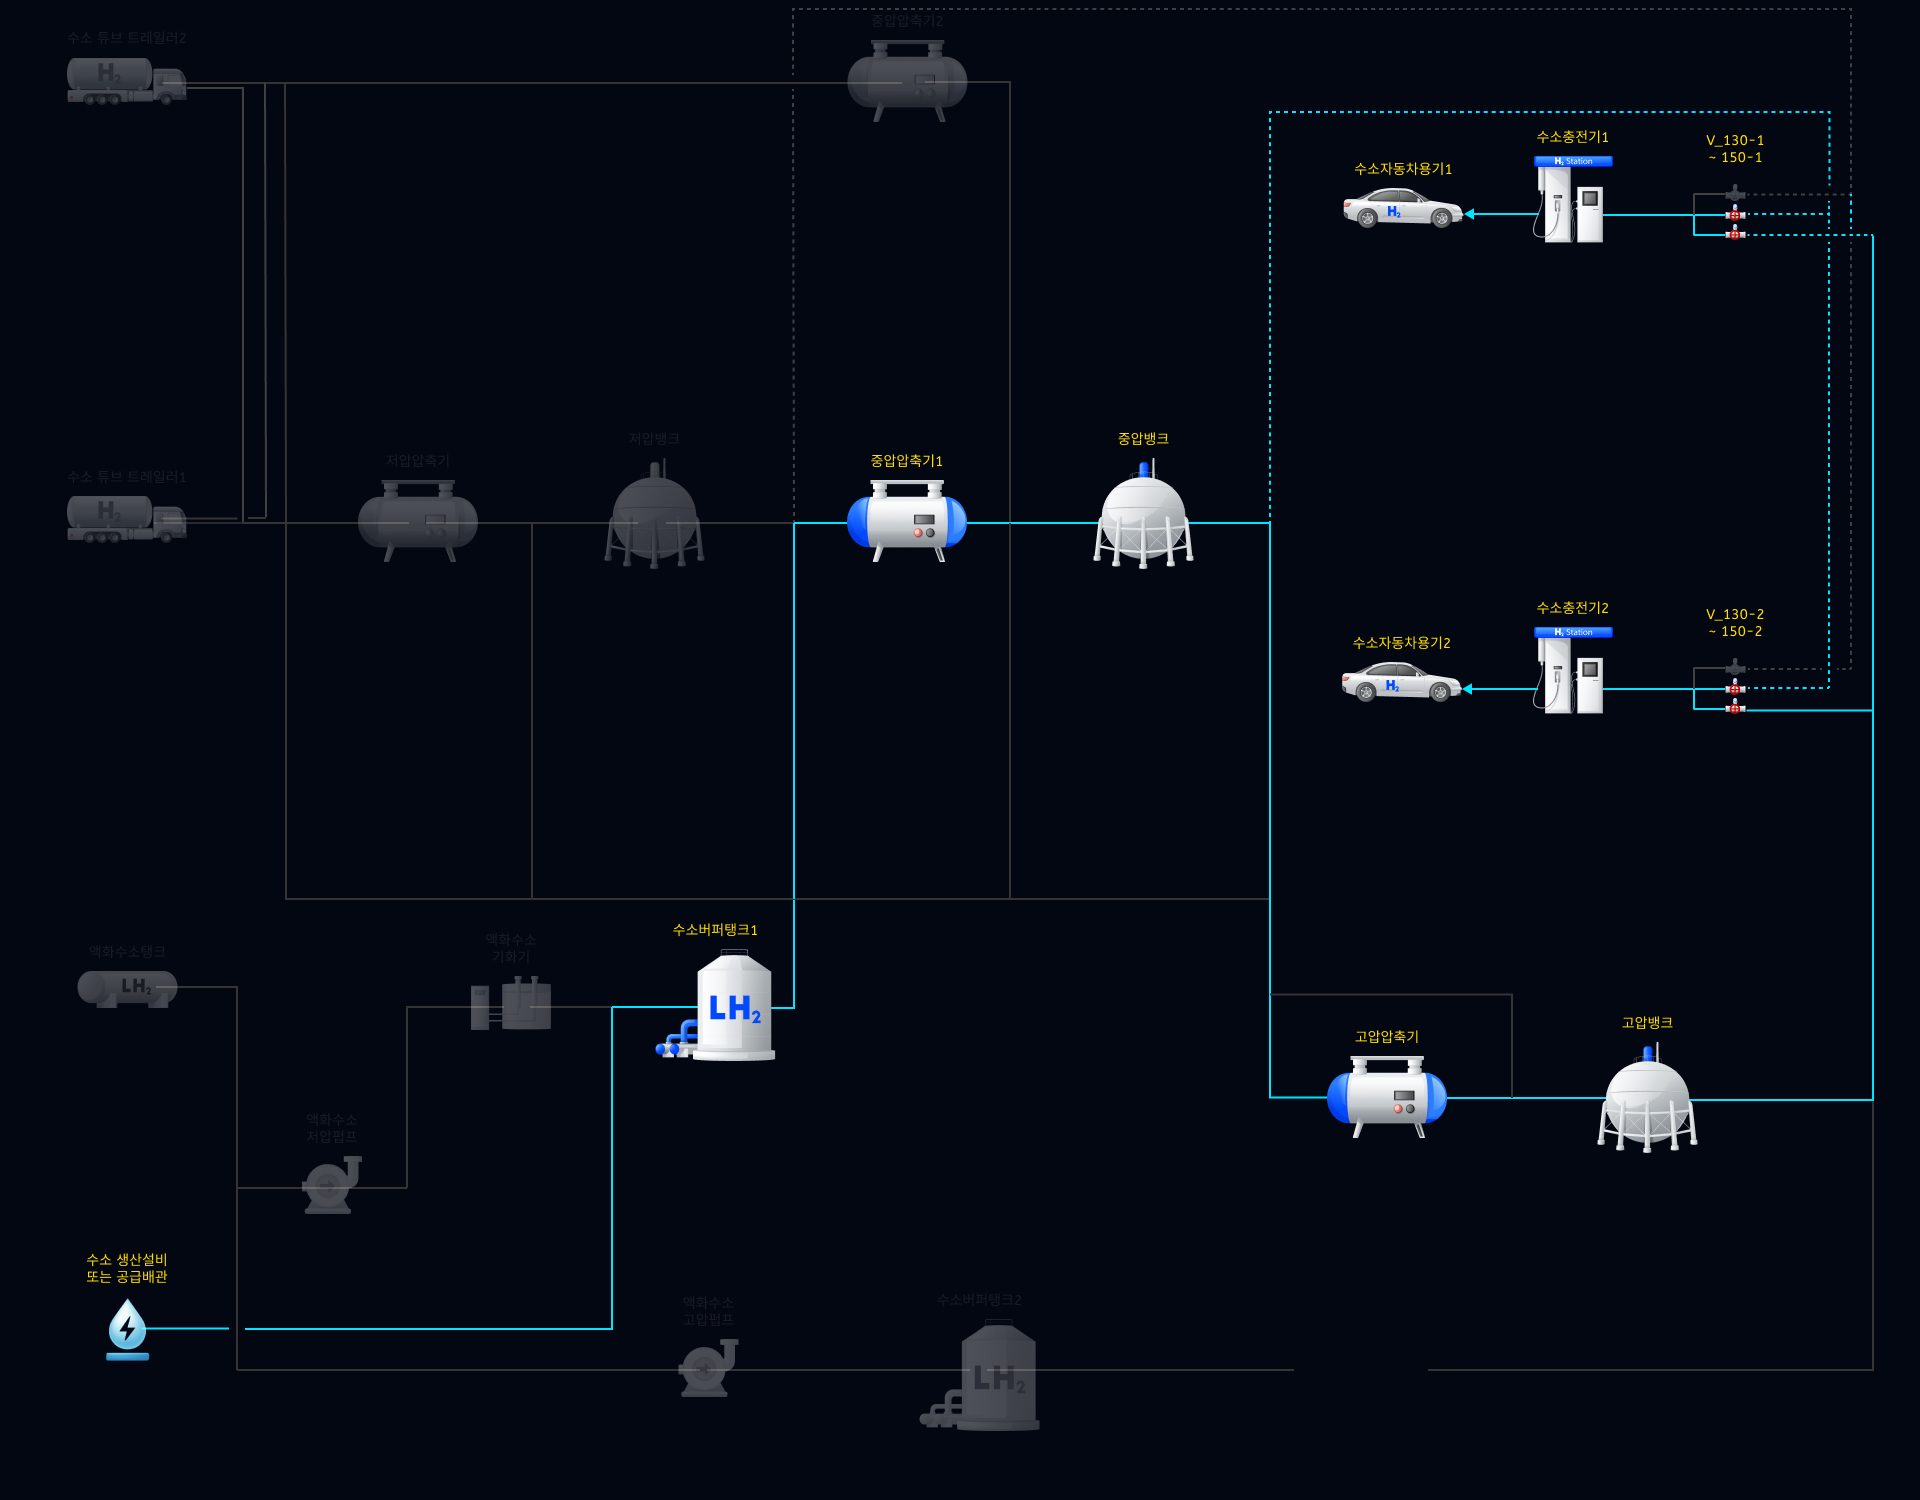 중압압축기2
수소 튜브 트레일러2
H2
수소충전기1
V_130-1
~ 150-1
H2 Station
수소자동차용기1
H2
저압뱅크
중압뱅크
저압압축기
중압압축기1
수소 튜브 트레일러1
H2
수소충전기2
V_130-2
~ 150-2
H2 Station
수소자동차용기2
H2
수소버퍼탱크1
액화수소
기화기
액화수소탱크
LH2
LH2
고압뱅크
고압압축기
액화수소
저압펌프
수소 생산설비
또는 공급배관
액화수소
고압펌프
수소버퍼탱크2
LH2